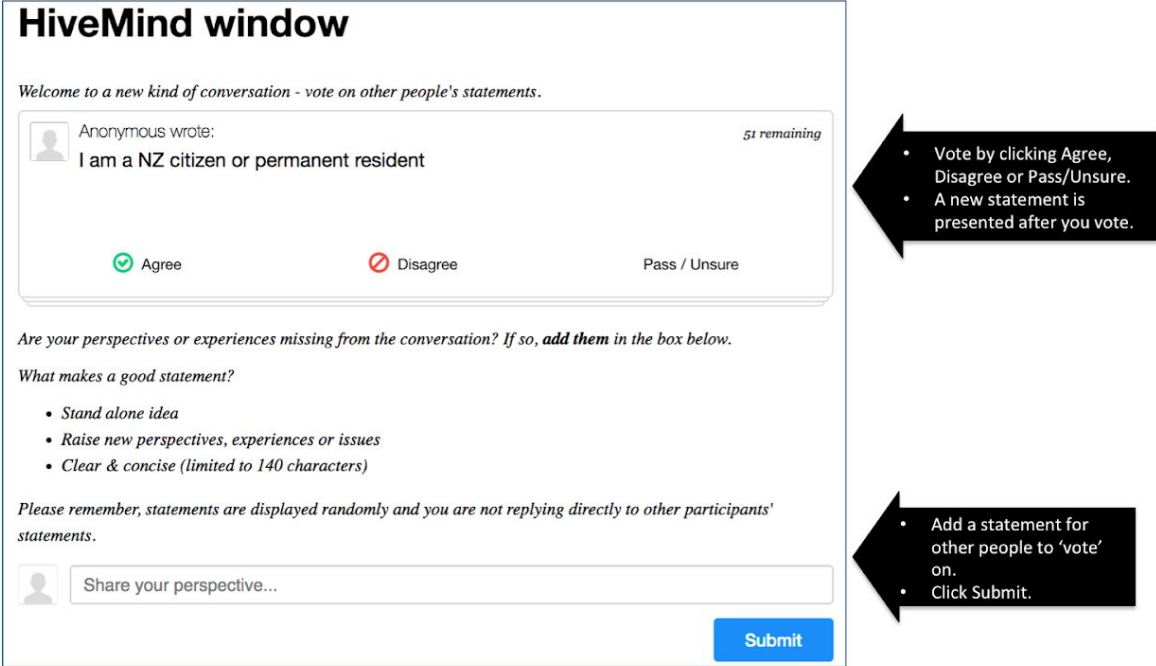 HiveMind window
Welcome to a new kind of conversation - vote on other people's statements.
Anonymous wrote:
51 remaining
I am a NZ citizen or permanent resident
Agree
Disagree
Pass / Unsure
• Vote by clicking Agree,
Disagree or Pass/Unsure.
• A new statement is
presented after you vote.
Are your perspectives or experiences missing from the conversation? If so, add them in the box below.
What makes a good statement?
• Stand alone idea
• Raise new perspectives, experiences or issues
• Clear & concise (limited to 140 characters)
Please remember, statements are displayed randomly and you are not replying directly to other participants'
statements.
Share your perspective...
Submit
• Add a statement for
other people to ‘vote’
on.
• Click Submit.